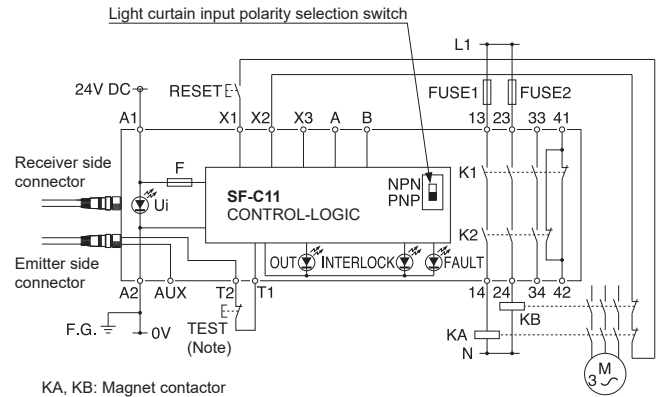 Light curtain input polarity selection switch
L1
24V DC
RESET
FUSE1
FUSE2
A1
X1
X2
X3
A
B
13
23
33
41
Receiver side
connector
F
Ui
SF-C11
CONTROL-LOGIC
NPN
PNP
K1
K2
Emitter side
connector
OUT
INTERLOCK
FAULT
A2
AUX
T2
T1
14
24
34
42
F.G.
0V
TEST
(Note)
KA
KB
N
M
3
KA, KB: Magnet contactor